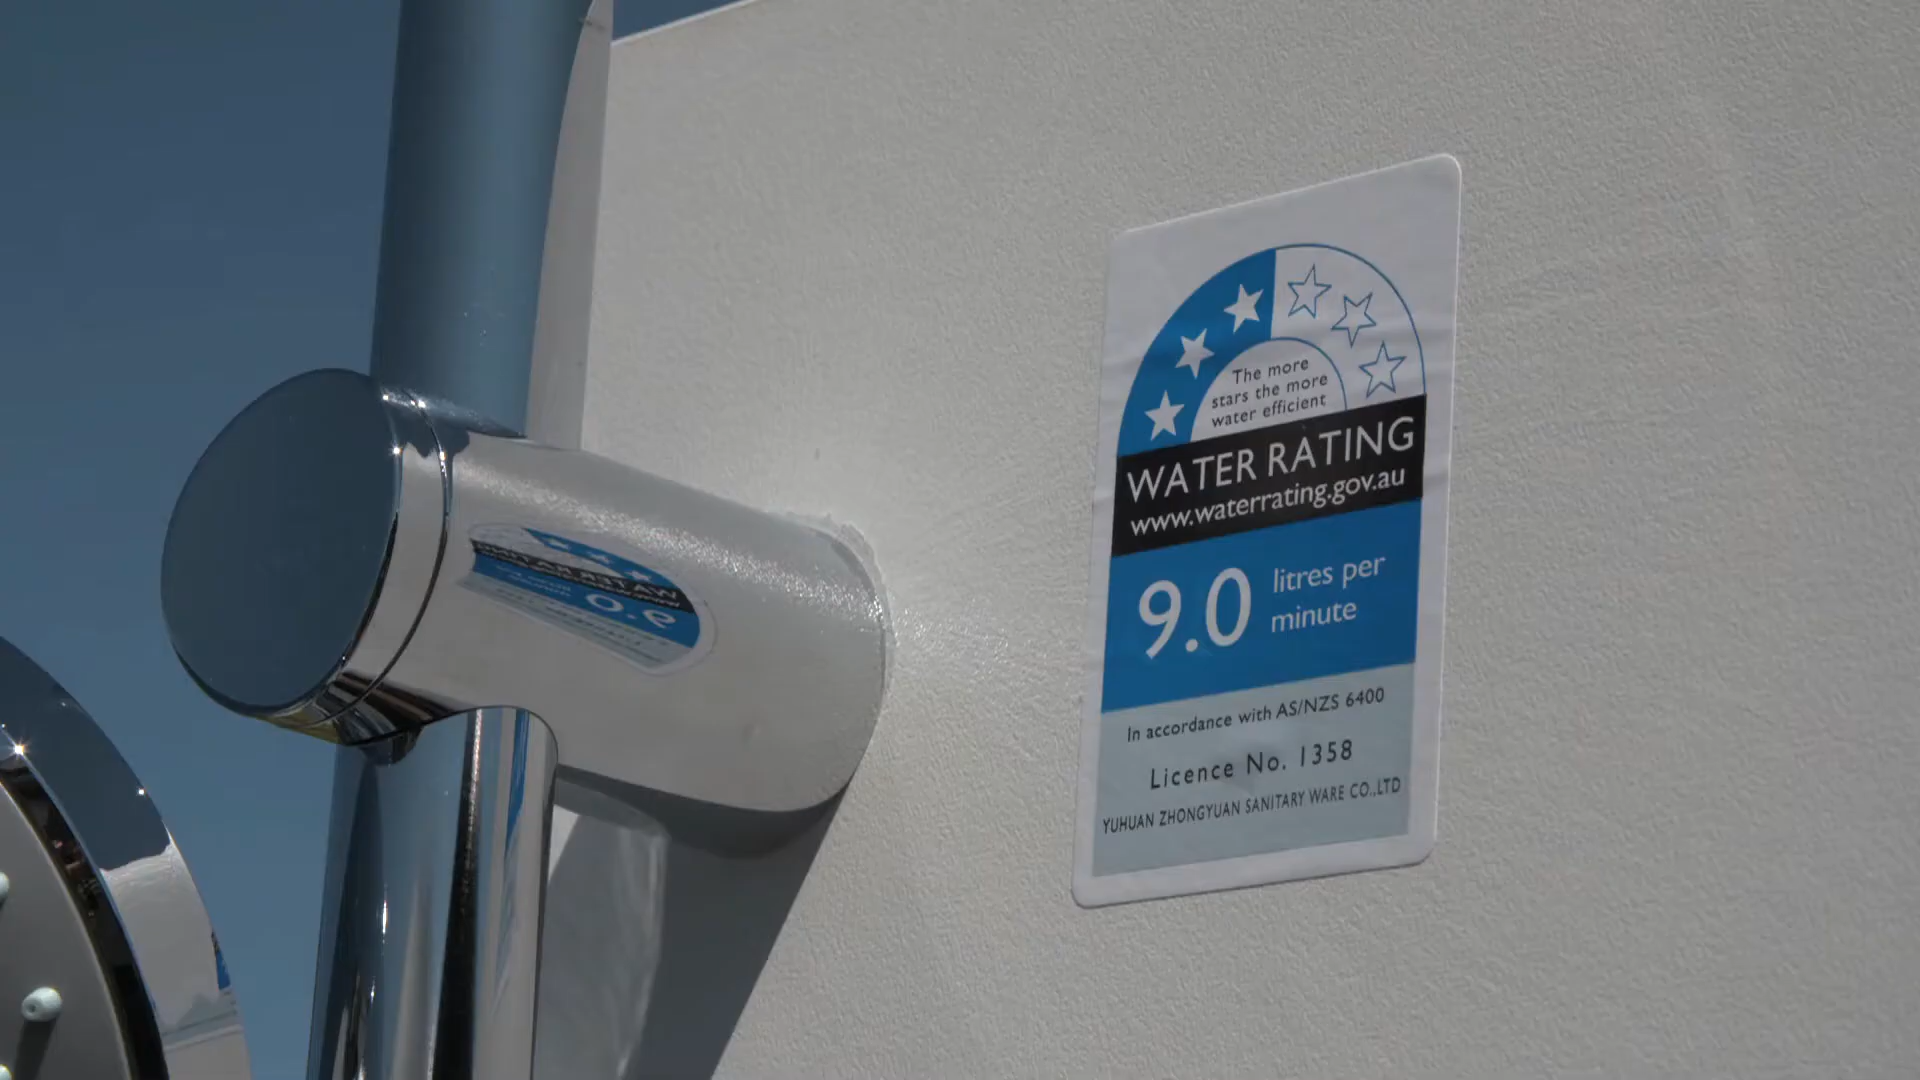 The more
stars the more
water efficient
WATER RATING
www.waterrating.gov.au
9.0 litres per
minute
In accordance with AS/NZS 6400
Licence No. 1358
YUHUAN ZHONGYUAN SANITARY WARE CO.,LTD